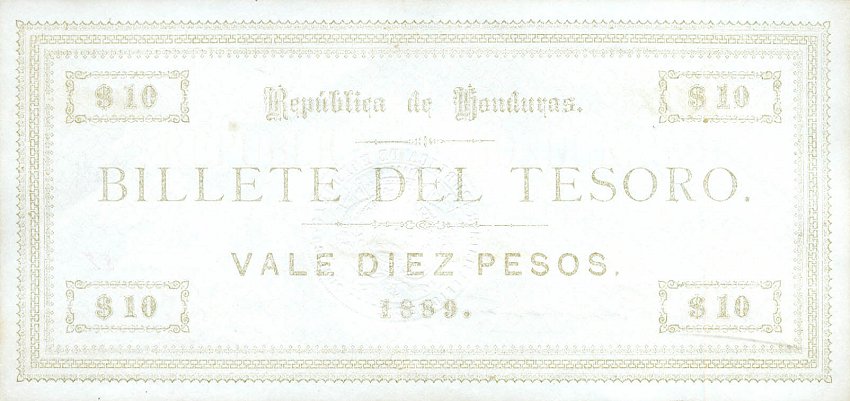 $ 10 República de Honduras. $ 10
BILLETE DEL TESORO.
VALE DIEZ PESOS.
$ 10 1889. $ 10